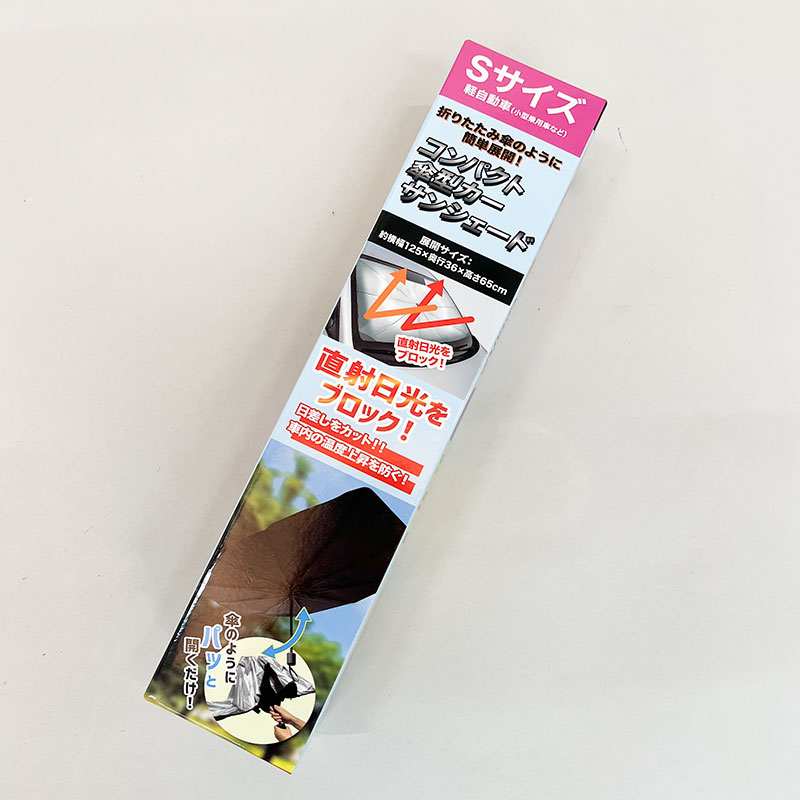 Sサイズ
軽自動車(小型乗用車など)
折りたたみ傘のように
簡単展開!
コンパクト
傘型カー
サンシェード
展開サイズ:
約横幅125×奥行36×高さ65cm
直射日光を
ブロック!
直射日光を
ブロック!
日差しをカット!!
車内の温度上昇を防ぐ!
傘のように
パッと
開くだけ!